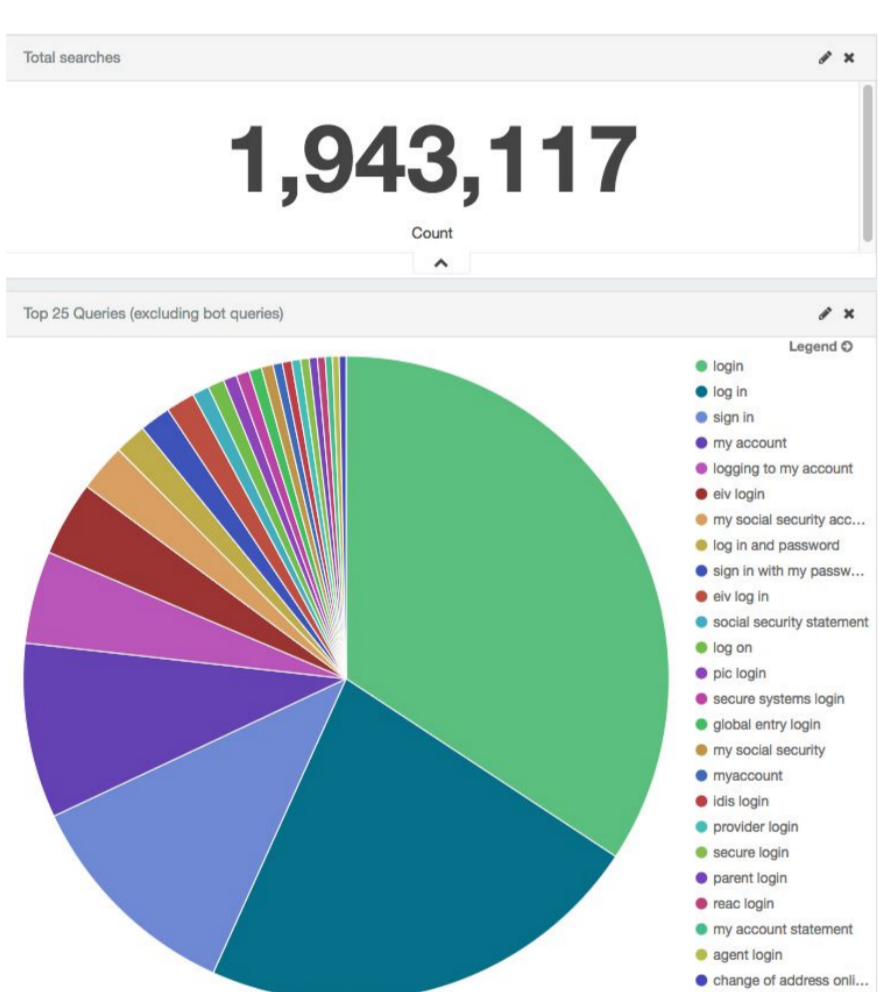 Total searches
1,943,117
Count
Top 25 Queries (excluding bot queries)
Legend
login
log in
sign in
my account
logging to my account
eiv login
my social security acc...
log in and password
sign in with my passw...
eiv log in
social security statement
log on
pic login
secure systems login
global entry login
my social security
myaccount
idis login
provider login
secure login
parent login
reac login
my account statement
agent login
change of address onli...